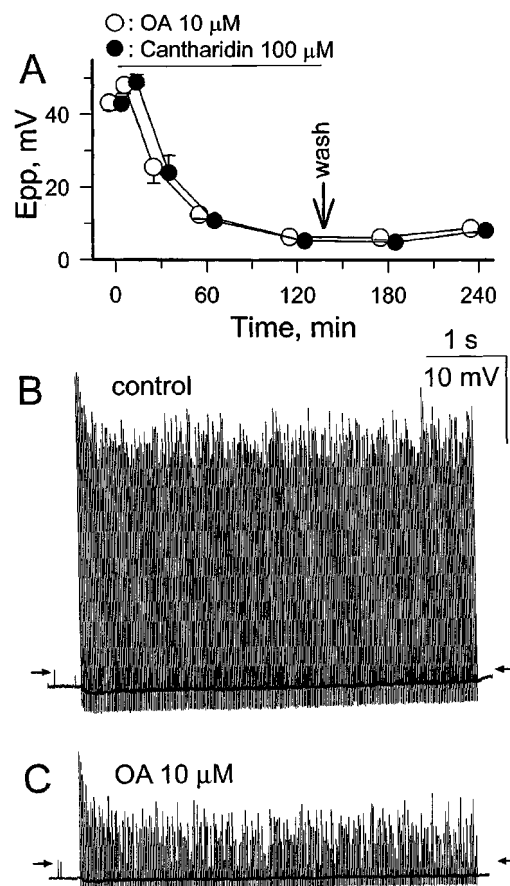 ○: OA 10 µM
●: Cantharidin 100 µM
A
Epp, mV
40
20
0
wash
0 60 120 180 240
Time, min
1 s
10 mV
B
control
C
OA 10 µM